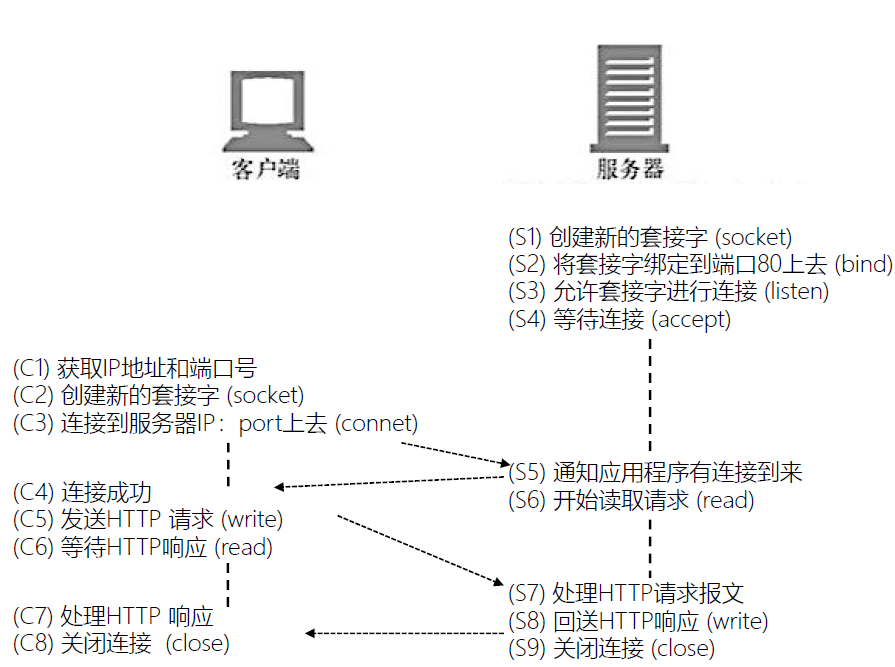 客户端
服务器
(S1) 创建新的套接字 (socket)
(S2) 将套接字绑定到端口80上去 (bind)
(S3) 允许套接字进行连接 (listen)
(S4) 等待连接 (accept)
(C1) 获取IP地址和端口号
(C2) 创建新的套接字 (socket)
(C3) 连接到服务器IP：port上去 (connet)
(S5) 通知应用程序有连接到来
(S6) 开始读取请求 (read)
(C4) 连接成功
(C5) 发送HTTP 请求 (write)
(C6) 等待HTTP响应 (read)
(S7) 处理HTTP请求报文
(S8) 回送HTTP响应 (write)
(S9) 关闭连接 (close)
(C7) 处理HTTP 响应
(C8) 关闭连接  (close)